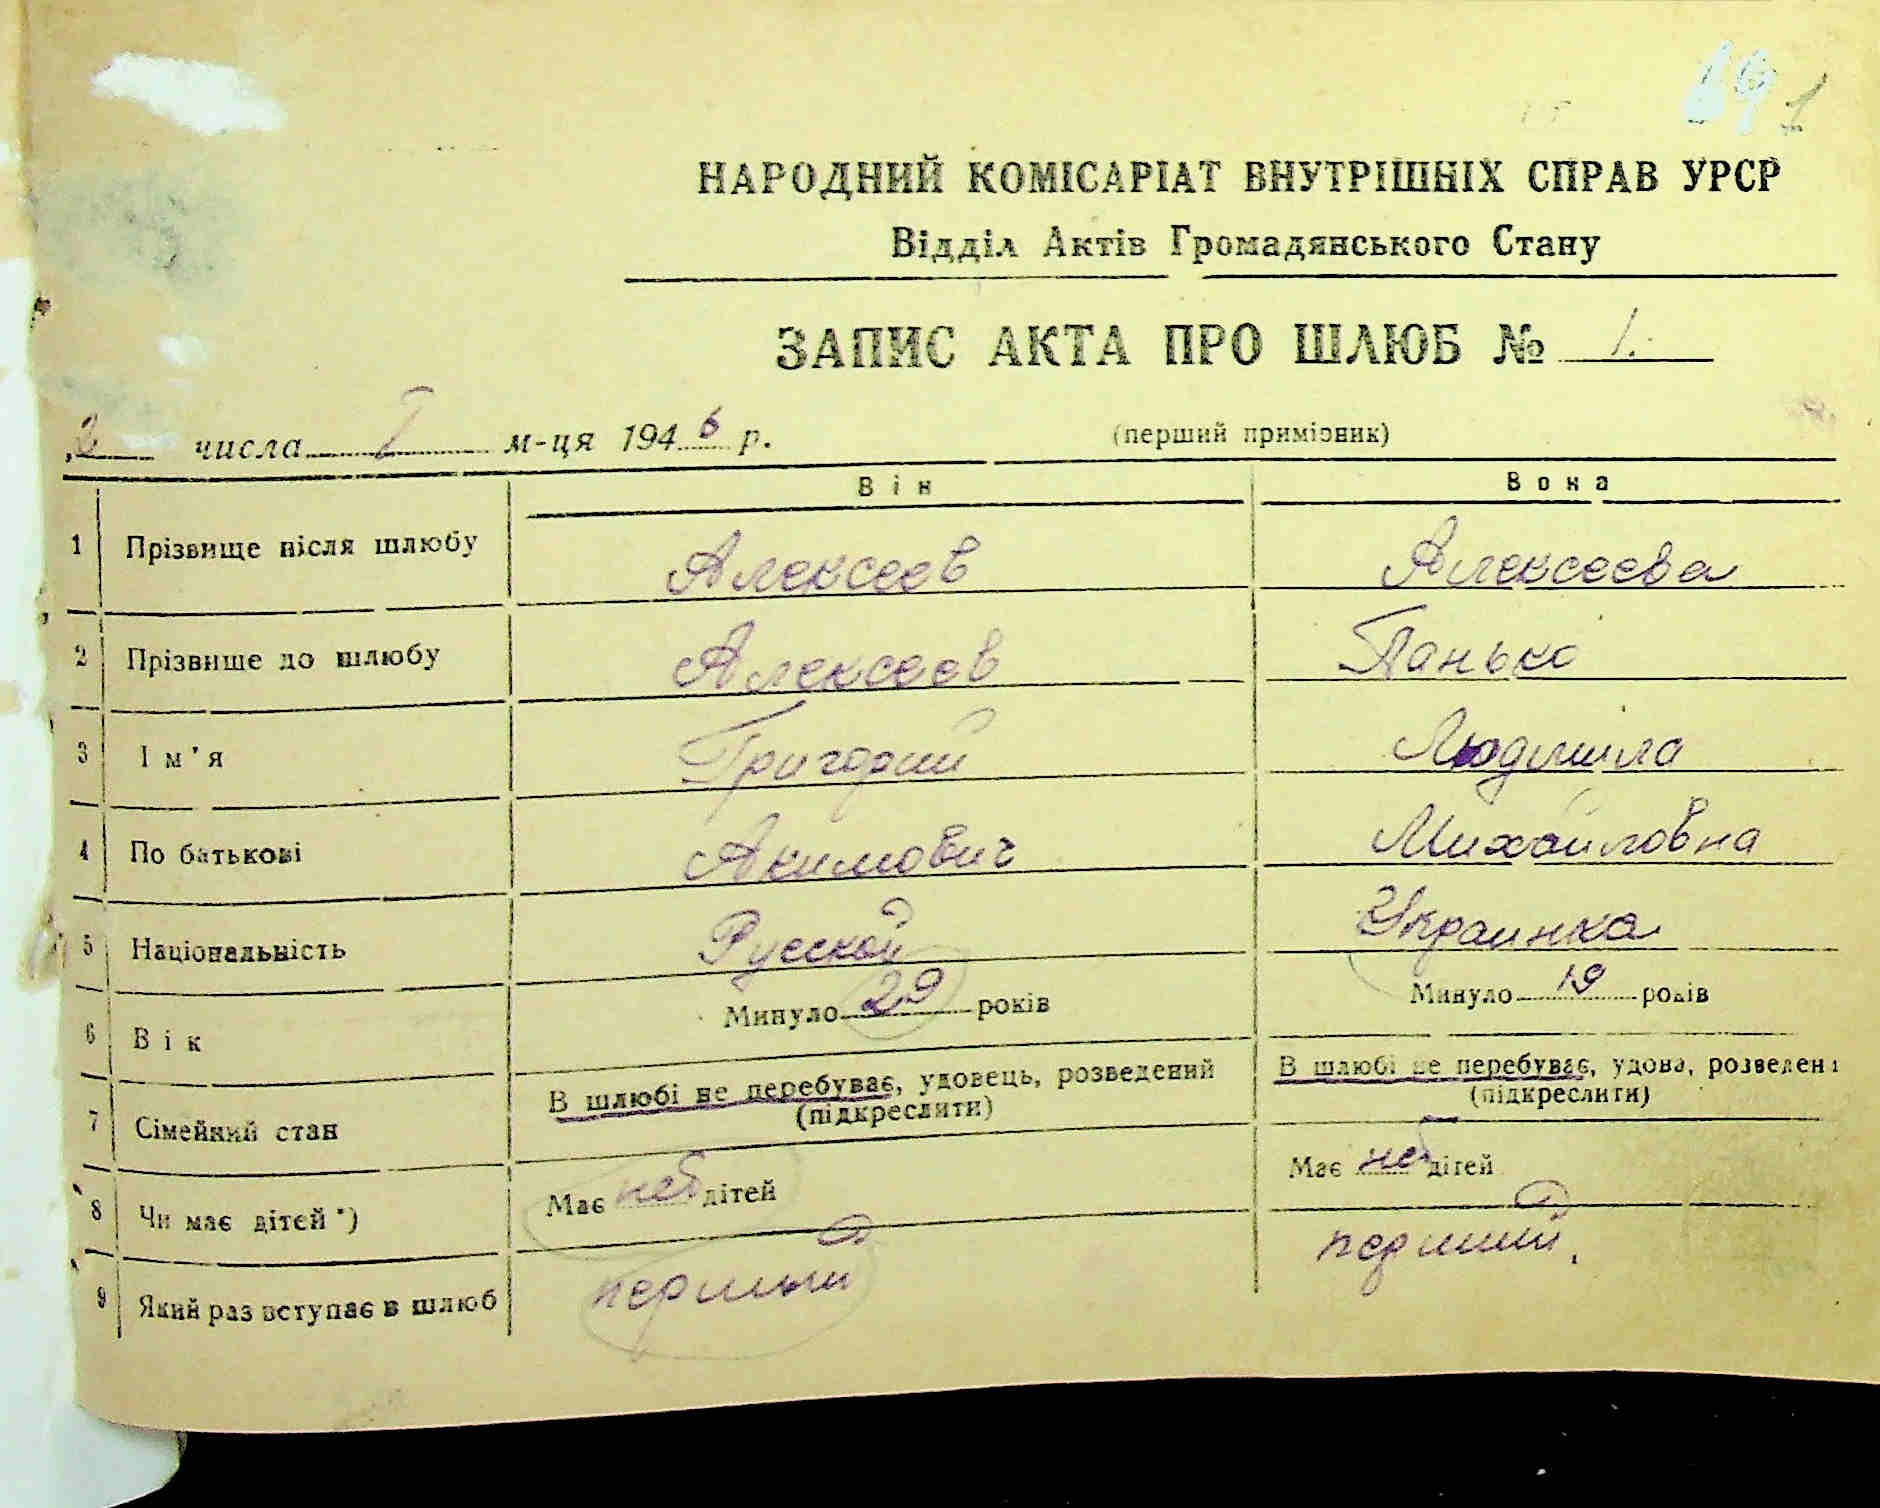 1
НАРОДНИЙ КОМІСАРІАТ ВНУТРІШНІХ СПРАВ УРСР
Відділ Актів Громадянського Стану
ЗАПИС АКТА ПРО ШЛЮБ № 1.
числа I м-ця 1946 р. (перший примірник)
Він Вона
1 Прізвище після шлюбу Алексеев Алексеева
2 Прізвище до шлюбу Алексеев Панько
3 Ім'я Григорий Людмила
4 По батькові Акимович Михайловна
5 Національність Русской Украинка
6 Вік Минуло 29 років Минуло 19 років
7 Сімейний стан В шлюбі не перебуває, удовець, розведений (підкреслити) В шлюбі не перебуває, удова, розведена (підкреслити)
8 Чи має дітей *) Має нет дітей Має нет дітей
9 Який раз вступає в шлюб первый первый.